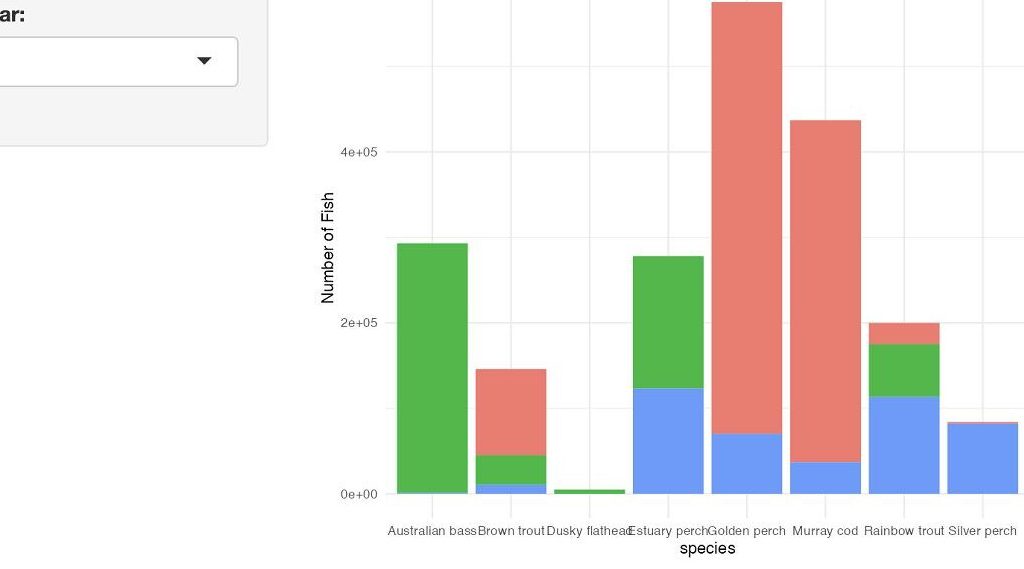 ar:
4e+05
2e+05
0e+00
Number of Fish
Australian bass Brown trout Dusky flathead Estuary perch Golden perch Murray cod Rainbow trout Silver perch
species